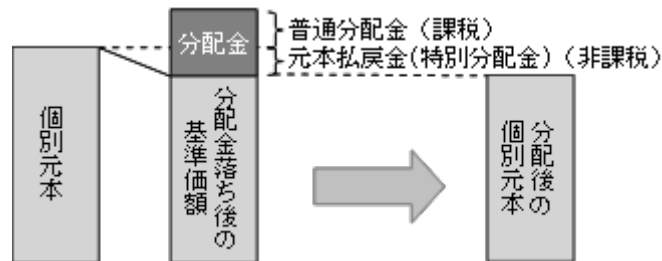 分配金
普通分配金（課税）
元本払戻金(特別分配金)（非課税）
個別元本
分配金落ち後の
基準価額
分配後の
個別元本